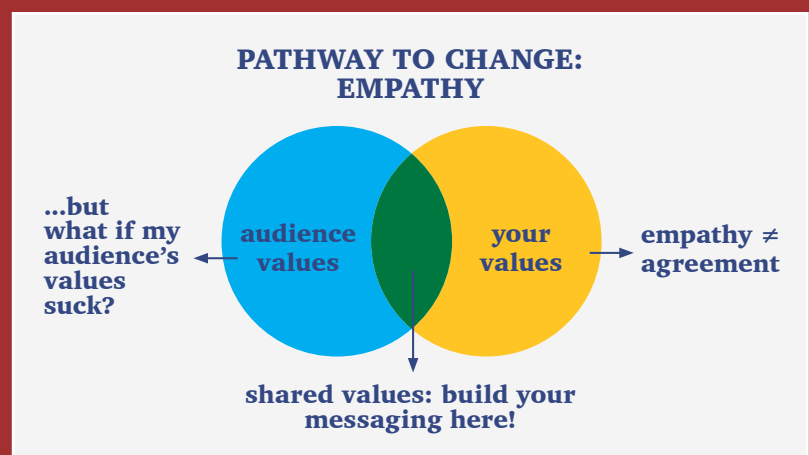 PATHWAY TO CHANGE:
EMPATHY
...but
what if my
audience's
values
suck?
audience
values
your
values
empathy ≠
agreement
shared values: build your
messaging here!